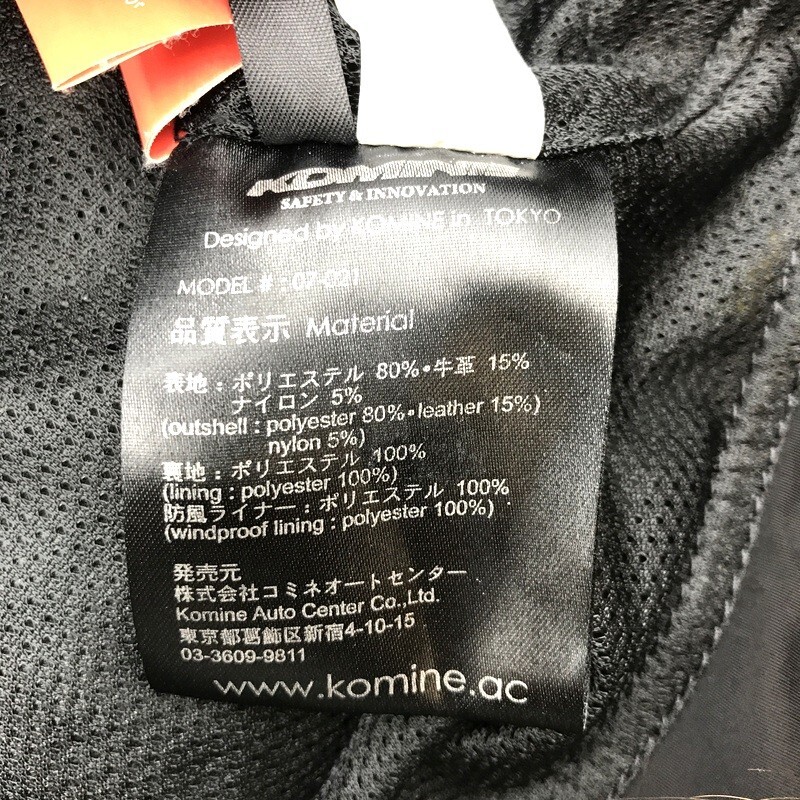 KOMINE
SAFETY & INNOVATION
Designed by KOMINE in TOKYO
MODEL # : 07-021
品質表示 Material
表地 : ポリエステル 80%・牛革 15%
ナイロン 5%
(outshell : polyester 80%・leather 15%)
nylon 5%)
裏地 : ポリエステル 100%
(lining : polyester 100%)
防風ライナー : ポリエステル 100%
(windproof lining : polyester 100%)
発売元
株式会社コミネオートセンター
Komine Auto Center Co.,Ltd.
東京都葛飾区新宿4-10-15
03-3609-9811
www.komine.ac